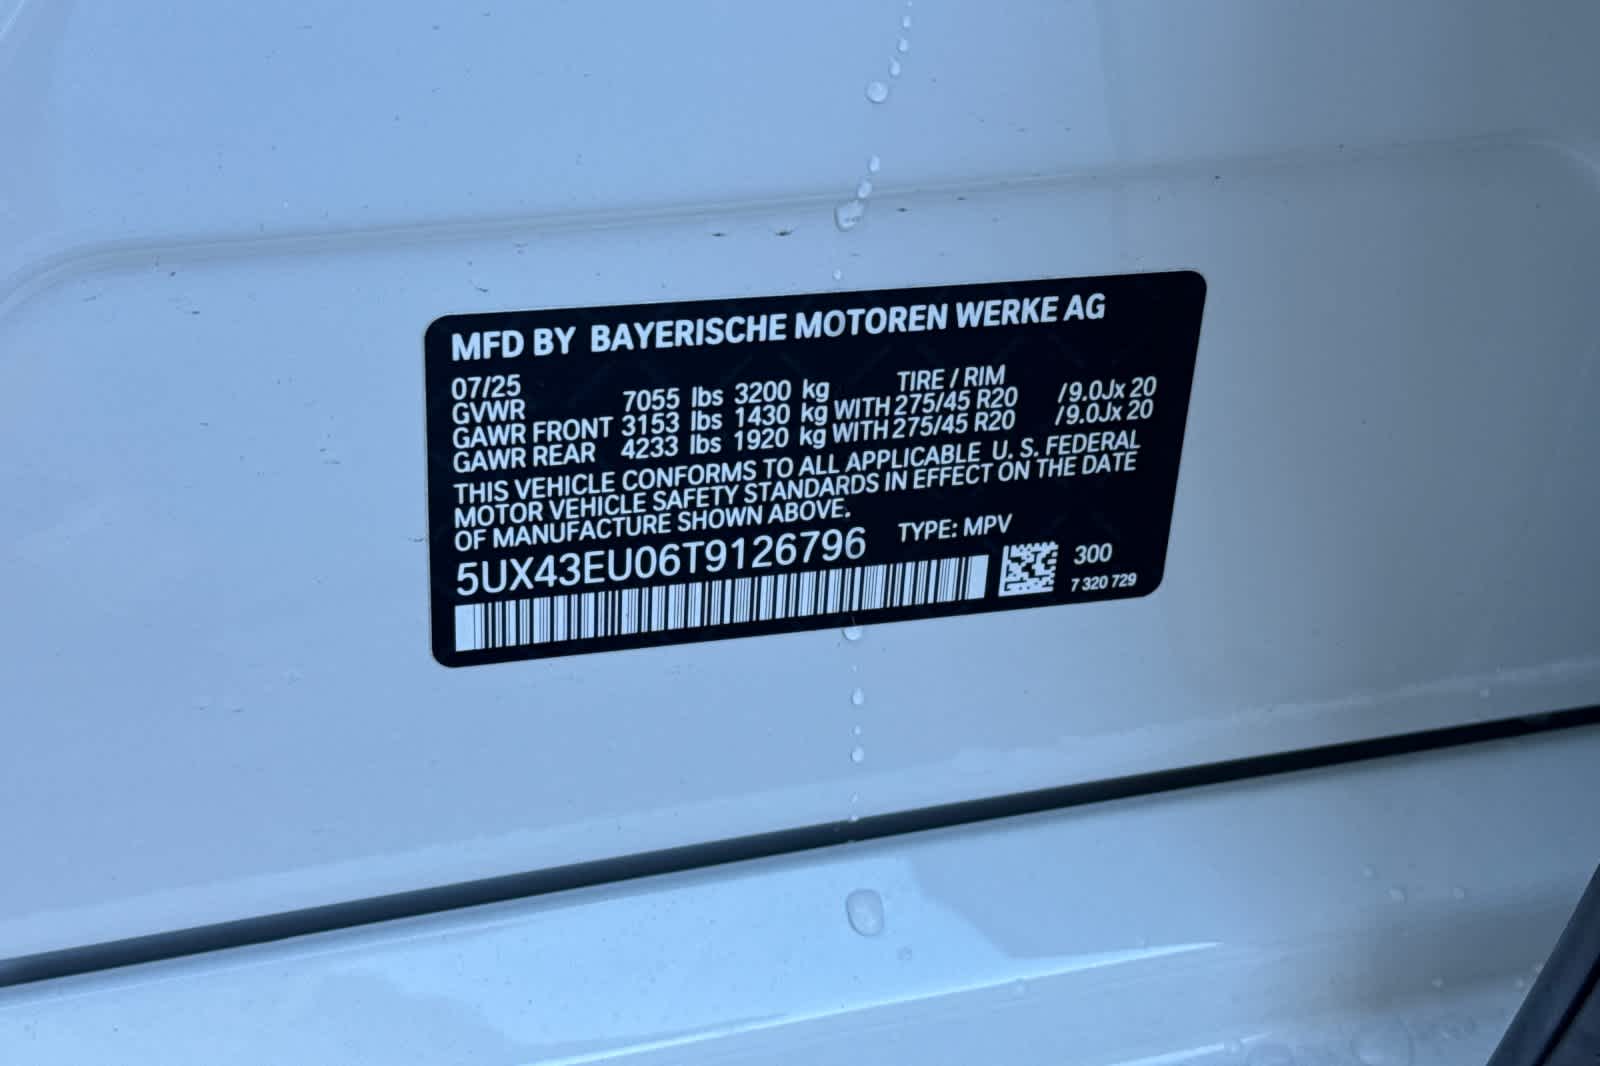 MFD BY BAYERISCHE MOTOREN WERKE AG
07/25 TIRE / RIM
GVWR 7055 lbs 3200 kg
GAWR FRONT 3153 lbs 1430 kg WITH 275/45 R20 /9.0Jx 20
GAWR REAR 4233 lbs 1920 kg WITH 275/45 R20 /9.0Jx 20
THIS VEHICLE CONFORMS TO ALL APPLICABLE U. S. FEDERAL
MOTOR VEHICLE SAFETY STANDARDS IN EFFECT ON THE DATE
OF MANUFACTURE SHOWN ABOVE.
5UX43EU06T9126796 TYPE: MPV
300
7 320 729